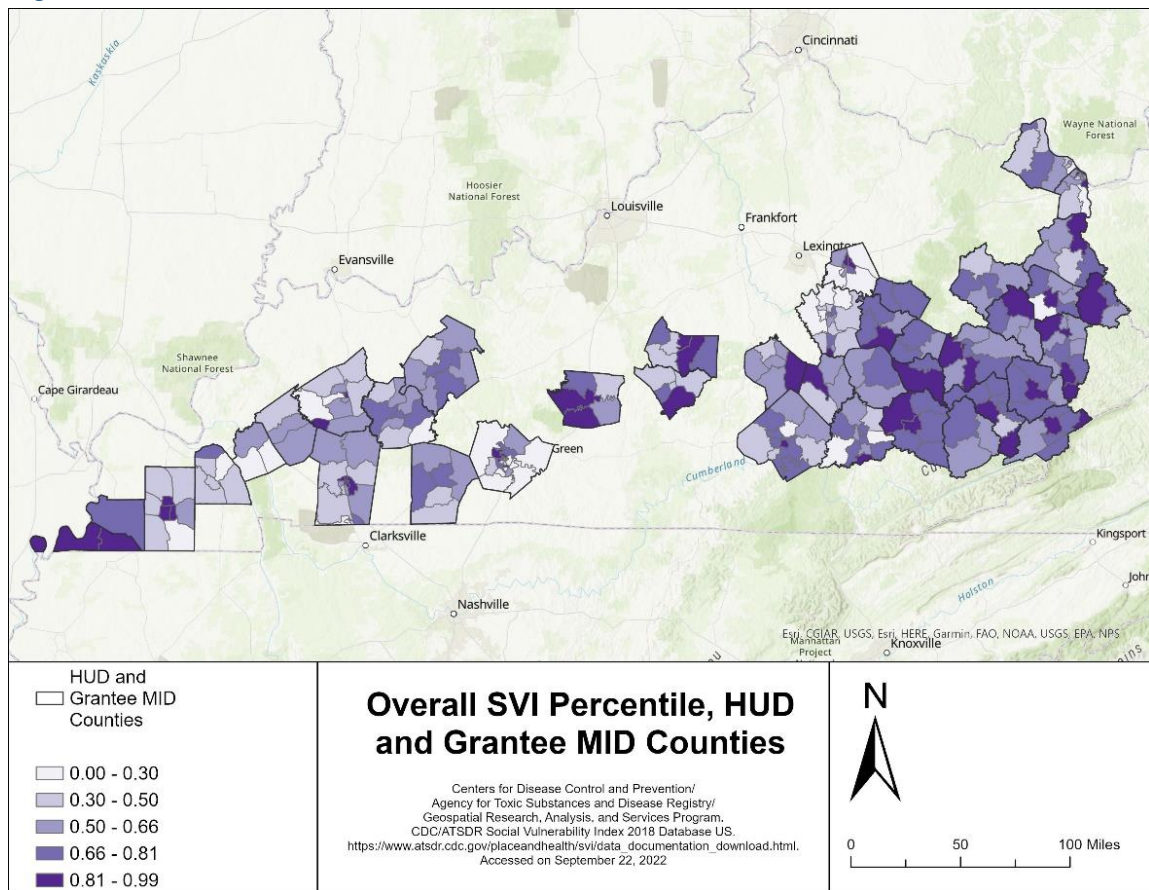 Kaskaskia
Cincinnati
Wayne National
Forest
Hoosier
National Forest
Louisville
Frankfort
Lexington
Evansville
Shawnee
National Forest
Cape Girardeau
Green
Cumberland
Clarksville
Kingsport
Nashville
Holston
John
Esri, CGIAR, USGS, Esri, HERE, Garmin, FAO, NOAA, USGS, EPA, NPS
Manhattan
Project
Knoxville
HUD and
Grantee MID
Counties
0.00 - 0.30
0.30 - 0.50
0.50 - 0.66
0.66 - 0.81
0.81 - 0.99
Overall SVI Percentile, HUD
and Grantee MID Counties
Centers for Disease Control and Prevention/
Agency for Toxic Substances and Disease Registry/
Geospatial Research, Analysis, and Services Program.
CDC/ATSDR Social Vulnerability Index 2018 Database US.
https://www.atsdr.cdc.gov/placeandhealth/svi/data_documentation_download.html.
Accessed on September 22, 2022
N
0 50 100 Miles